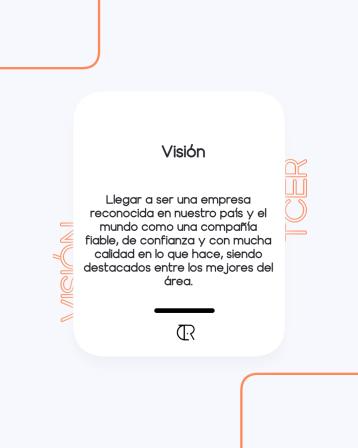 Visión
Llegar a ser una empresa
reconocida en nuestro país y el
mundo como una compañía
fiable, de confianza y con mucha
calidad en lo que hace, siendo
destacados entre los mejores del
área.
VISIÓN
TCER